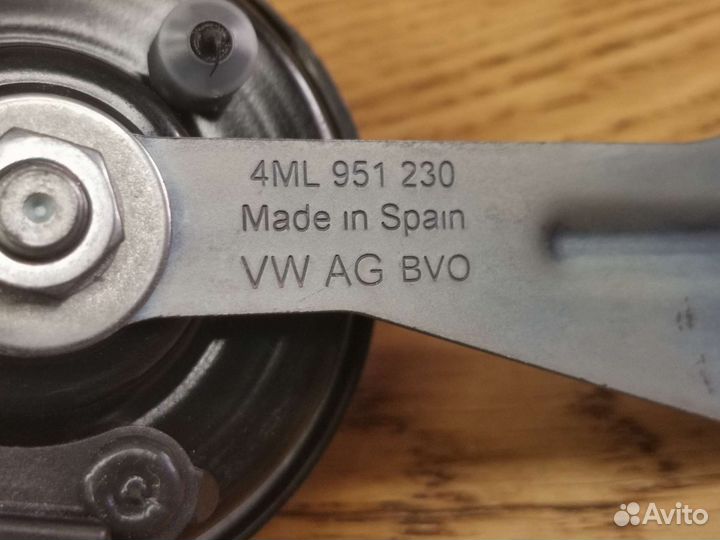 4ML 951 230
Made in Spain
VW AG BVO
Avito